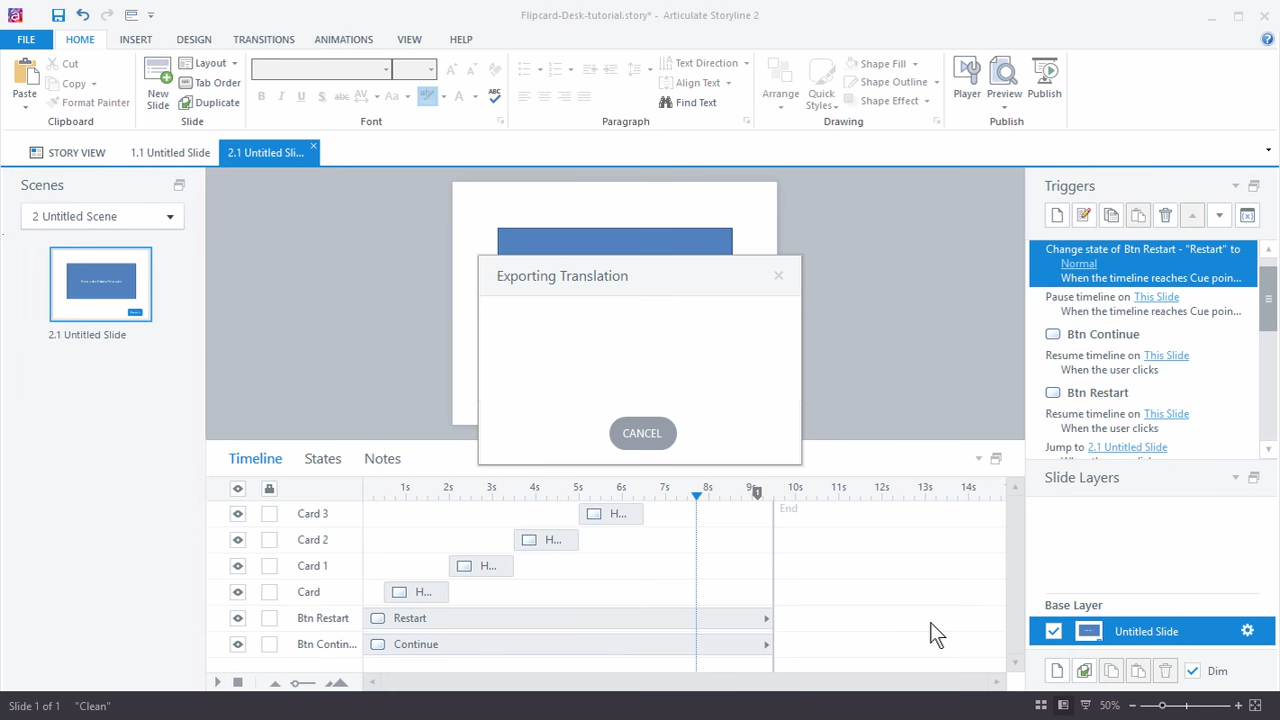 Flipcard-Desk-tutorial.story* - Articulate Storyline 2
FILE
HOME
INSERT
DESIGN
TRANSITIONS
ANIMATIONS
VIEW
HELP
Paste
Cut
Copy
Format Painter
Clipboard
New
Slide
Layout
Tab Order
Duplicate
Slide
B
I
U
S
abc
AV
Aa
A
ABC
Font
Text Direction
Align Text
Find Text
Paragraph
Arrange
Quick
Styles
Shape Fill
Shape Outline
Shape Effect
Drawing
Player
Preview
Publish
Publish
STORY VIEW
1.1 Untitled Slide
2.1 Untitled Sli...
Scenes
2 Untitled Scene
2.1 Untitled Slide
Exporting Translation
CANCEL
Triggers
Change state of Btn Restart - "Restart" to
Normal
When the timeline reaches Cue poin...
Pause timeline on This Slide
When the timeline reaches Cue poin...
Btn Continue
Resume timeline on This Slide
When the user clicks
Btn Restart
Resume timeline on This Slide
When the user clicks
Jump to 2.1 Untitled Slide
Timeline
States
Notes
1s 2s 3s 4s 5s 6s 7s 8s 9s 10s 11s 12s 13s 14s
1
End
Card 3
H...
Card 2
H...
Card 1
H...
Card
H...
Btn Restart
Restart
Btn Contin...
Continue
Slide Layers
Base Layer
Untitled Slide
Dim
Slide 1 of 1
"Clean"
50%